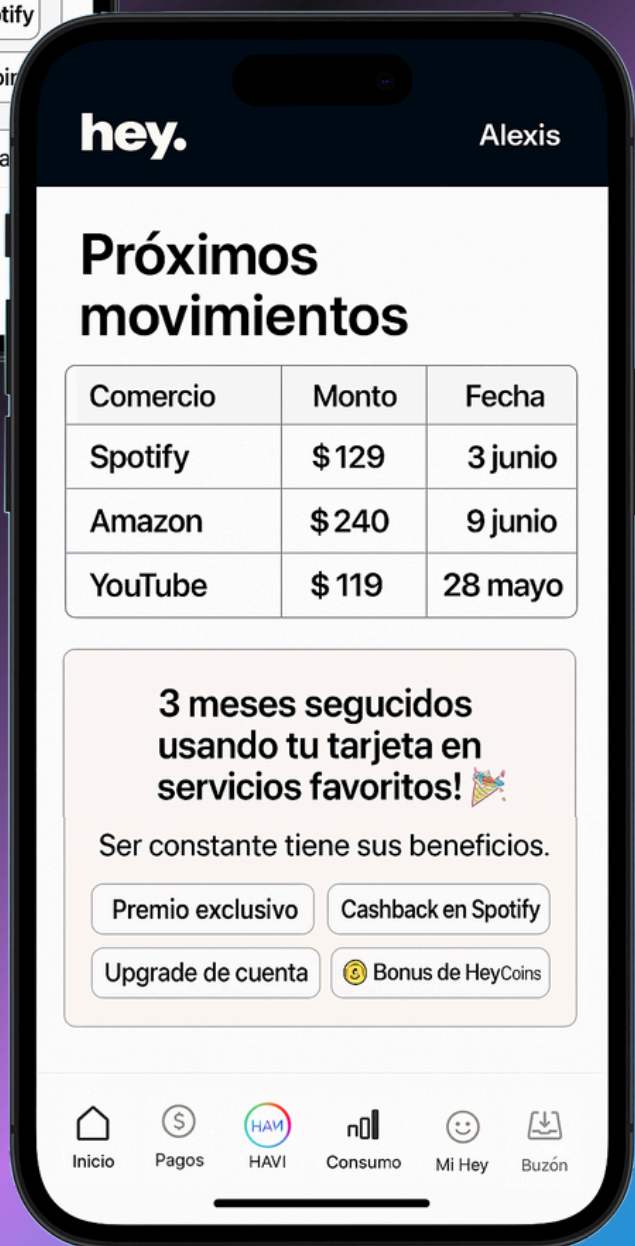 tify
hey.
Alexis
Próximos
movimientos
Comercio Monto Fecha
Spotify $129 3 junio
Amazon $240 9 junio
YouTube $119 28 mayo
3 meses segucidos
usando tu tarjeta en
servicios favoritos!
Ser constante tiene sus beneficios.
Premio exclusivo Cashback en Spotify
Upgrade de cuenta Bonus de HeyCoins
HAVI
Inicio Pagos HAVI Consumo Mi Hey Buzón